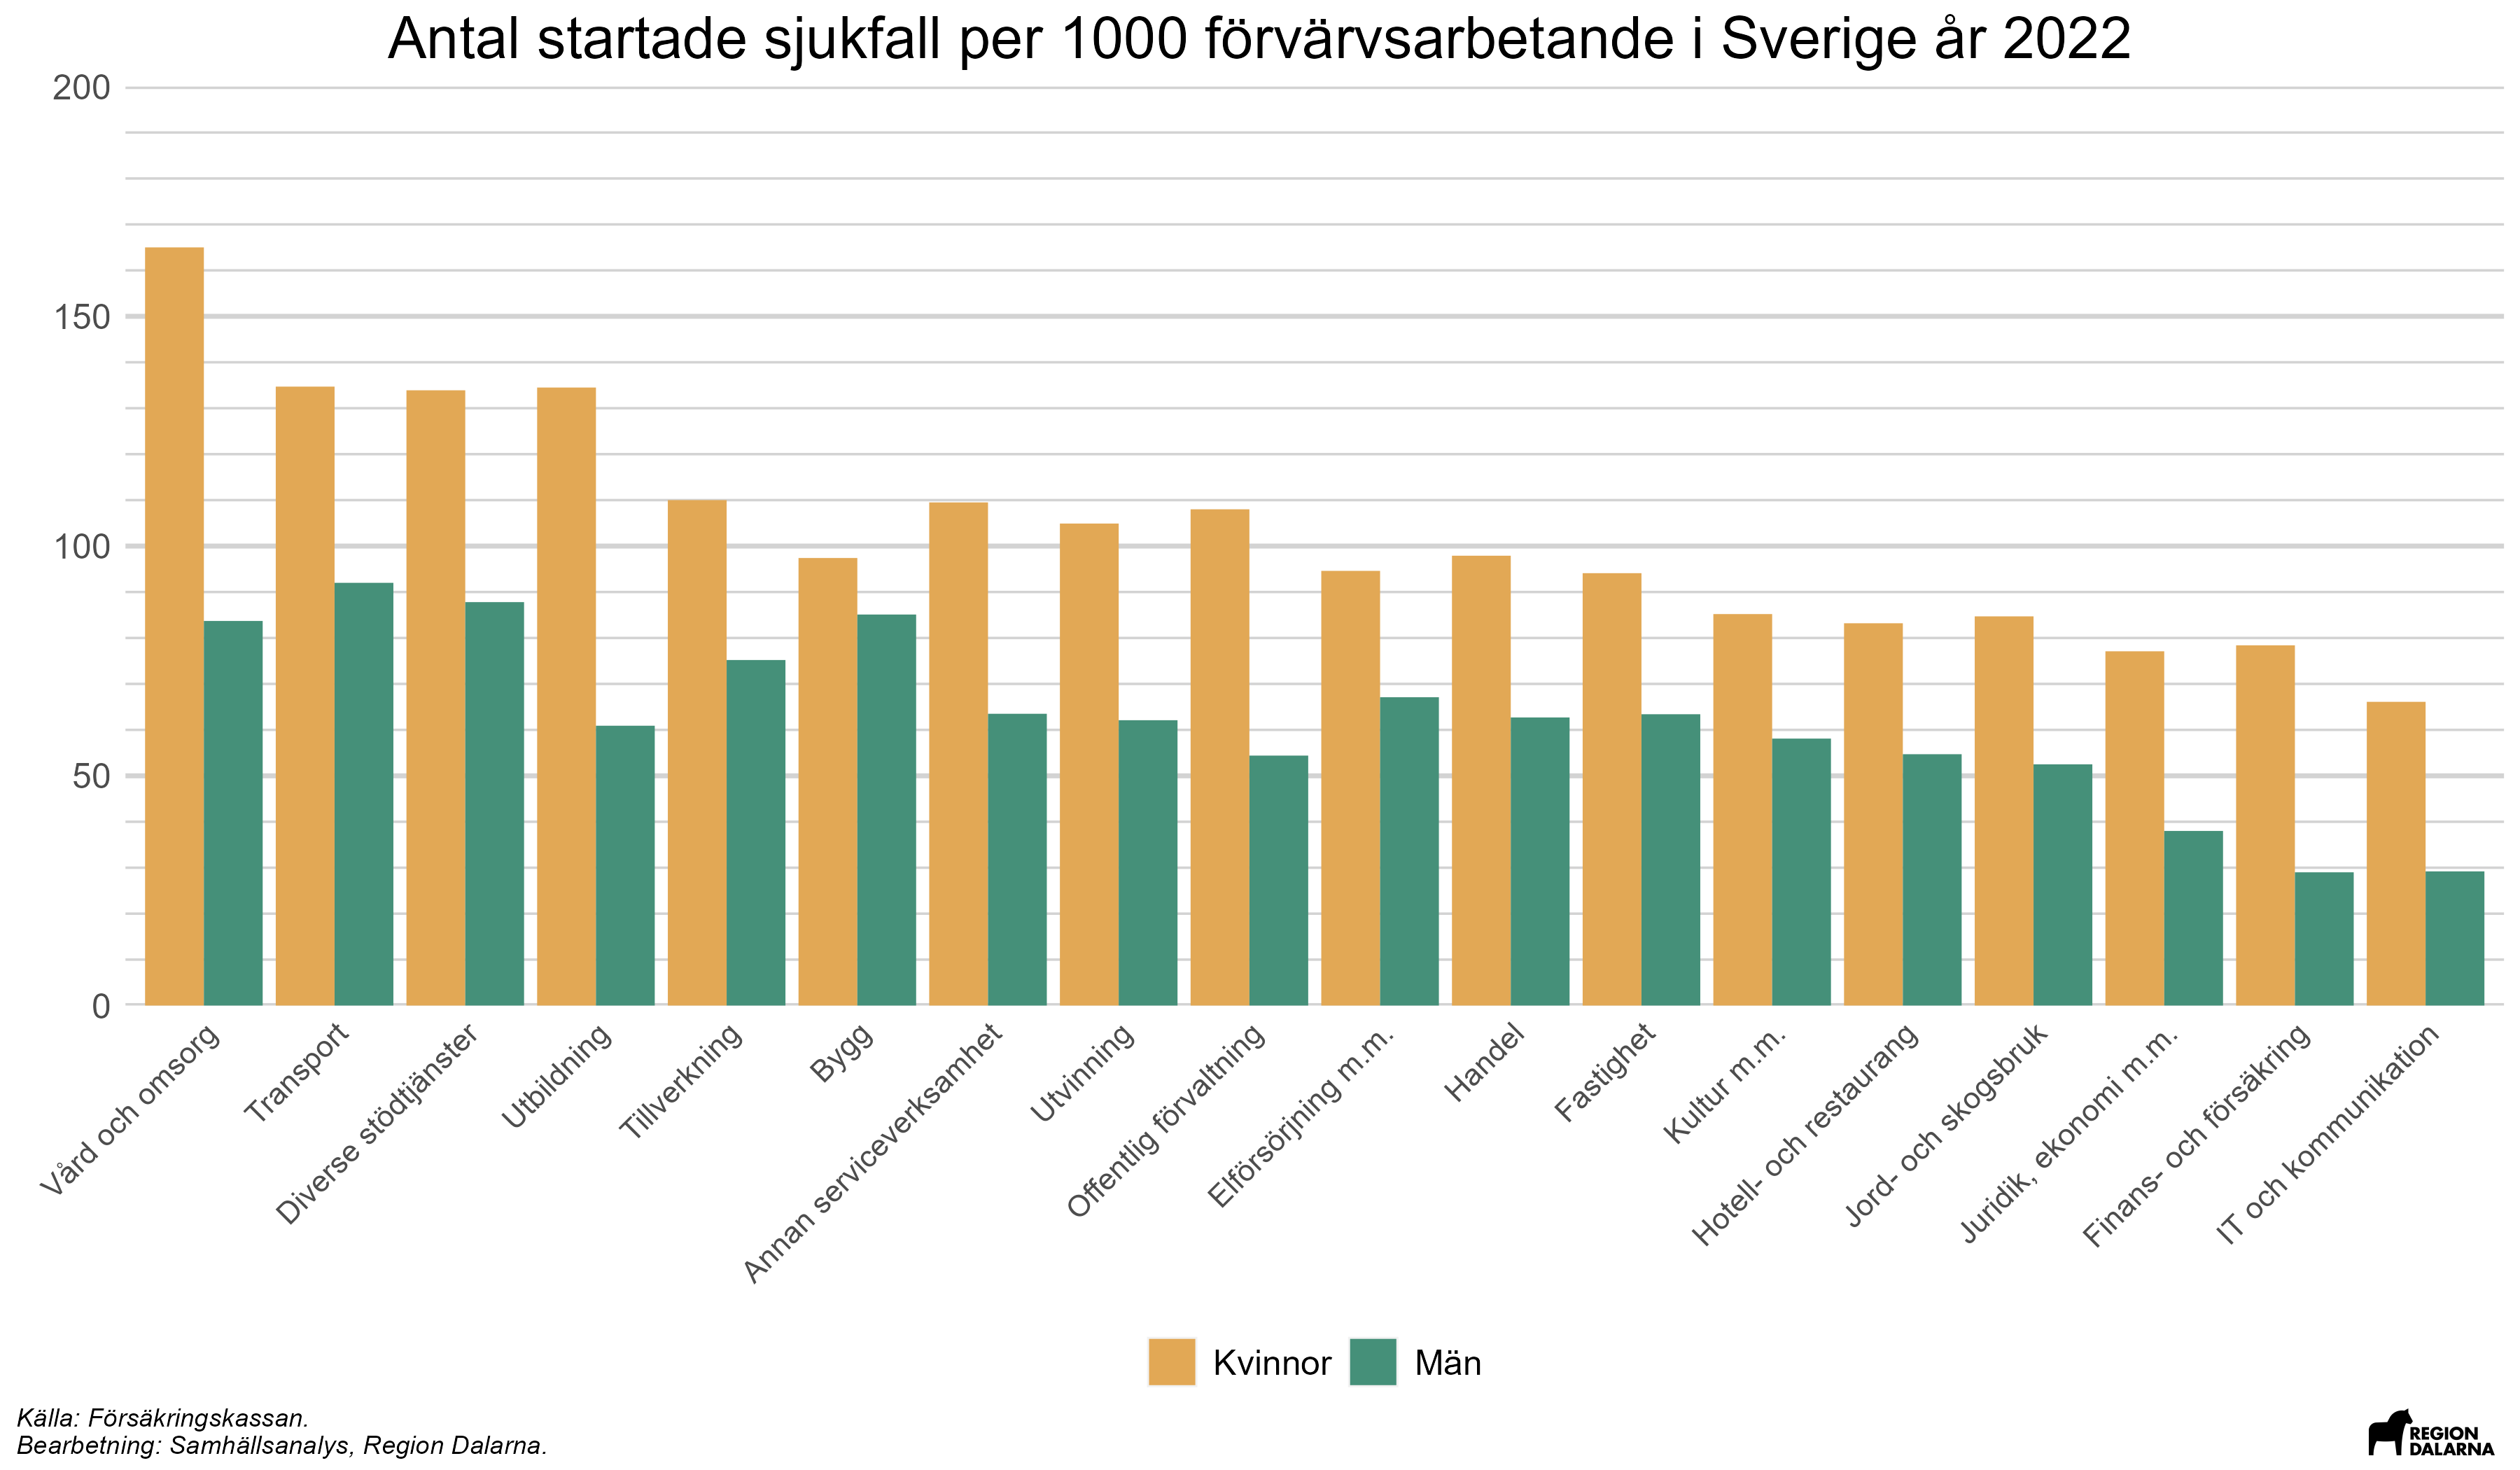 Antal startade sjukfall per 1000 förvärvsarbetande i Sverige år 2022
200
150
100
50
0
Vård och omsorg
Transport
Diverse stödtjänster
Utbildning
Tillverkning
Bygg
Annan serviceverksamhet
Utvinning
Offentlig förvaltning
Elförsörjning m.m.
Handel
Fastighet
Kultur m.m.
Hotell- och restaurang
Jord- och skogsbruk
Juridik, ekonomi m.m.
Finans- och försäkring
IT och kommunikation
Kvinnor
Män
Källa: Försäkringskassan.
Bearbetning: Samhällsanalys, Region Dalarna.
REGION
DALARNA